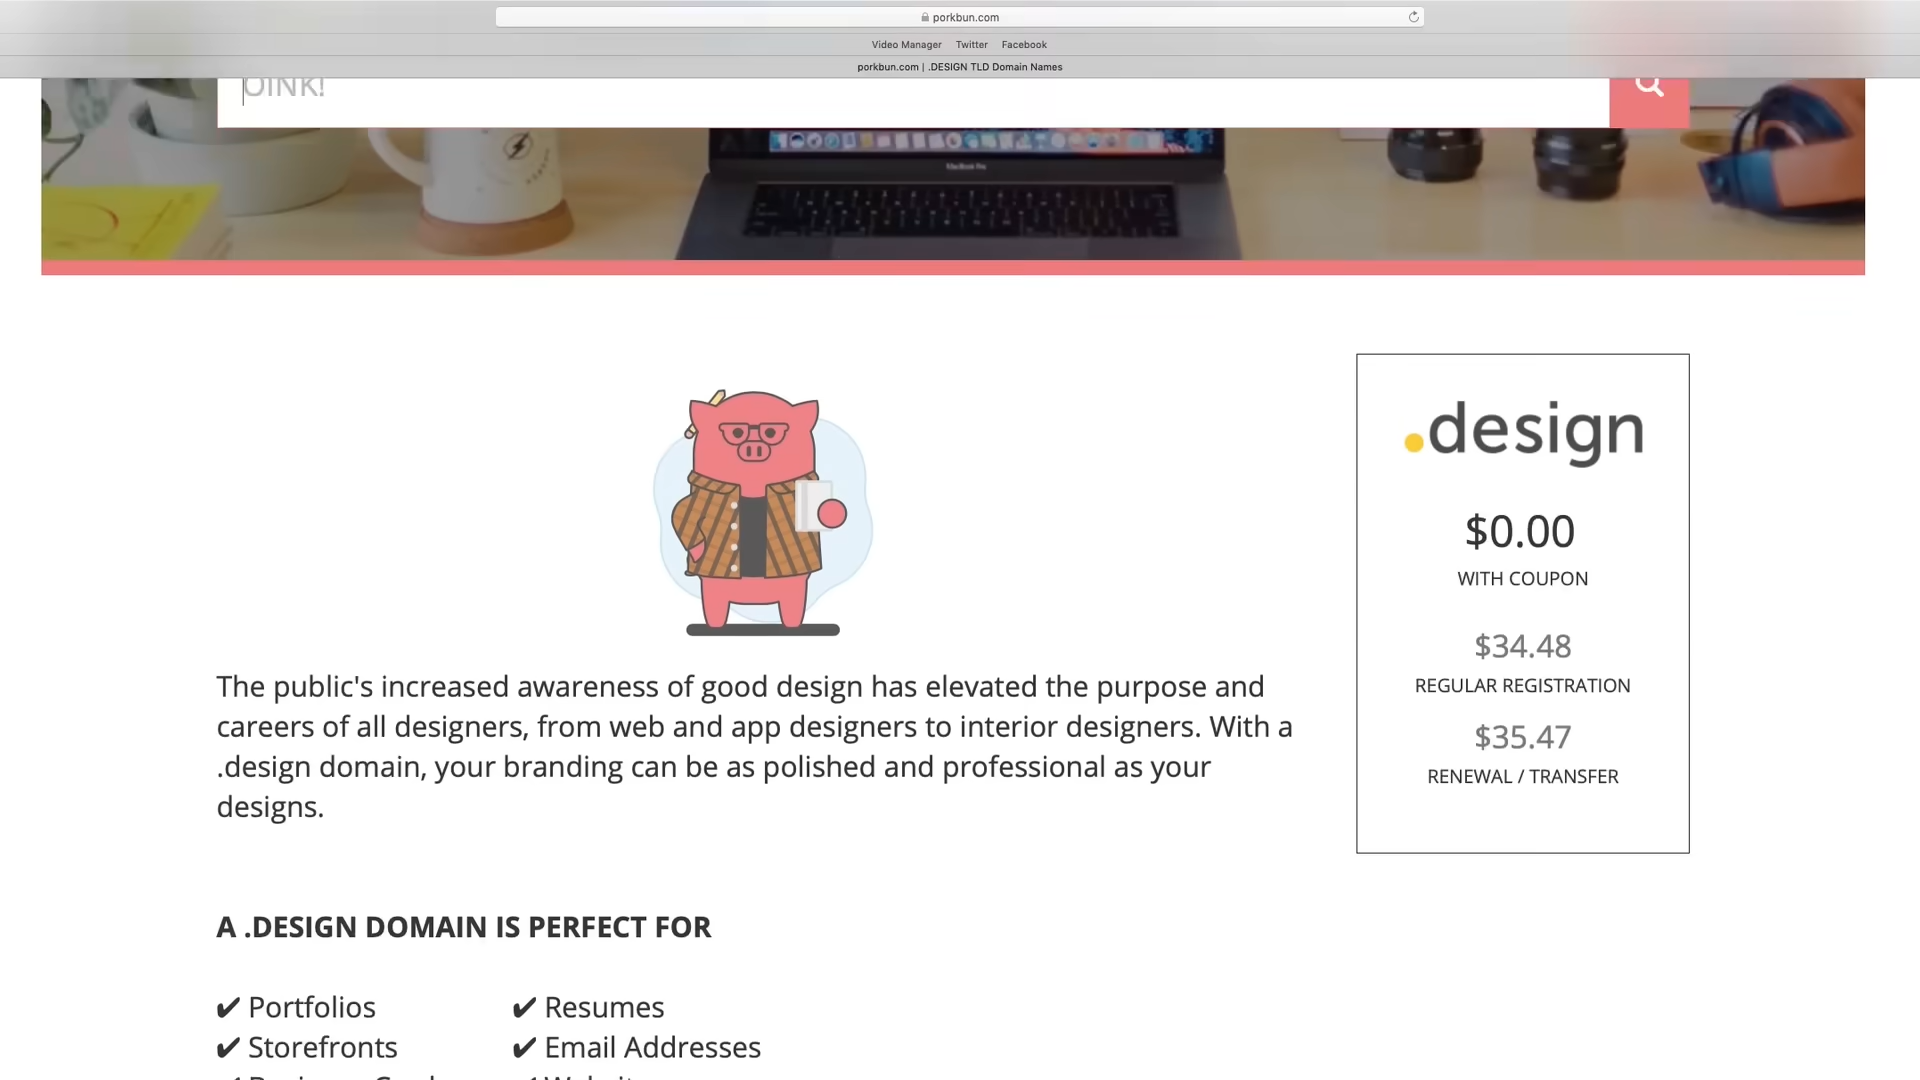 porkbun.com
Video Manager Twitter Facebook
porkbun.com | .DESIGN TLD Domain Names
OINK!
MacBook Pro
.design
$0.00
WITH COUPON
$34.48
REGULAR REGISTRATION
$35.47
RENEWAL / TRANSFER
The public's increased awareness of good design has elevated the purpose and
careers of all designers, from web and app designers to interior designers. With a
.design domain, your branding can be as polished and professional as your
designs.
A .DESIGN DOMAIN IS PERFECT FOR
✔ Portfolios ✔ Resumes
✔ Storefronts ✔ Email Addresses